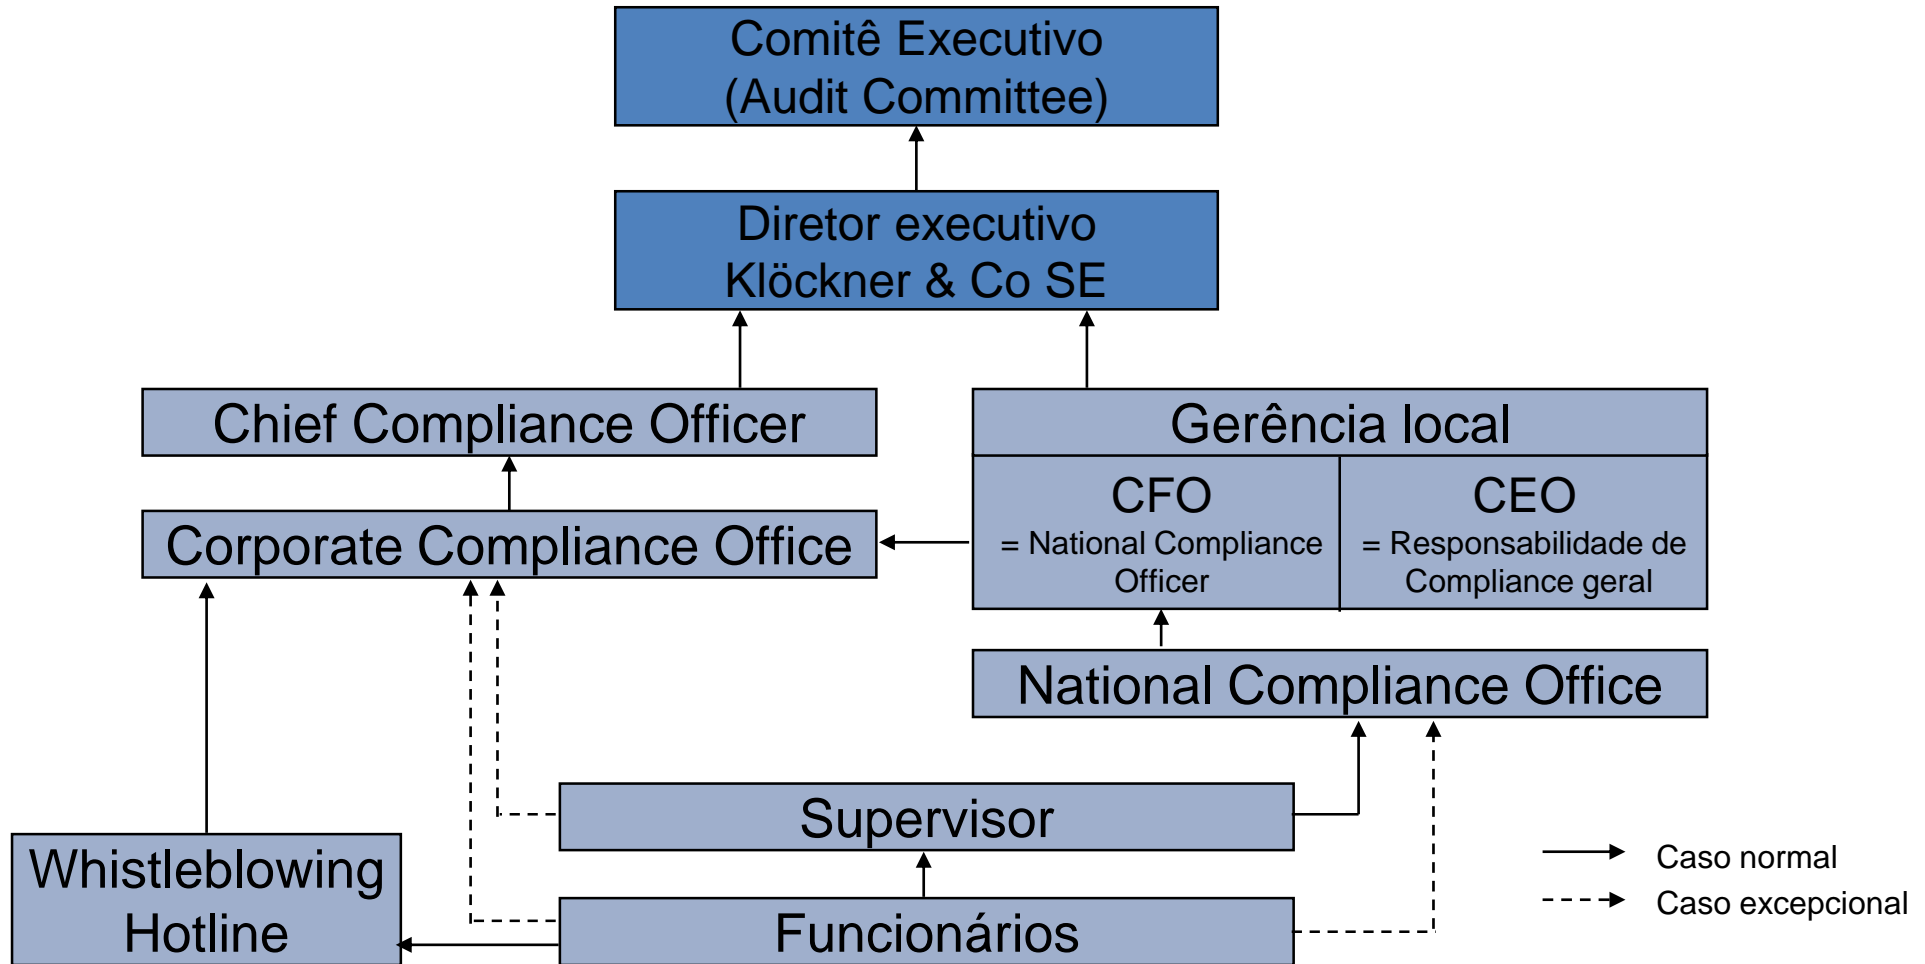 Comitê Executivo
(Audit Committee)
Diretor executivo
Klöckner & Co SE
Chief Compliance Officer
Gerência local
CFO
= National Compliance
Officer
CEO
= Responsabilidade de
Compliance geral
Corporate Compliance Office
National Compliance Office
Supervisor
Whistleblowing
Hotline
Funcionários
Caso normal
Caso excepcional